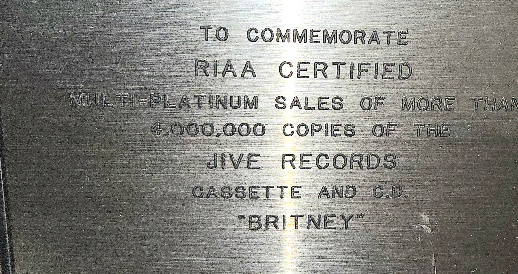 TO COMMEMORATE
RIAA CERTIFIED
MULTI-PLATINUM SALES OF MORE THAN
4,000,000 COPIES OF THE
JIVE RECORDS
CASSETTE AND C.D.
"BRITNEY"